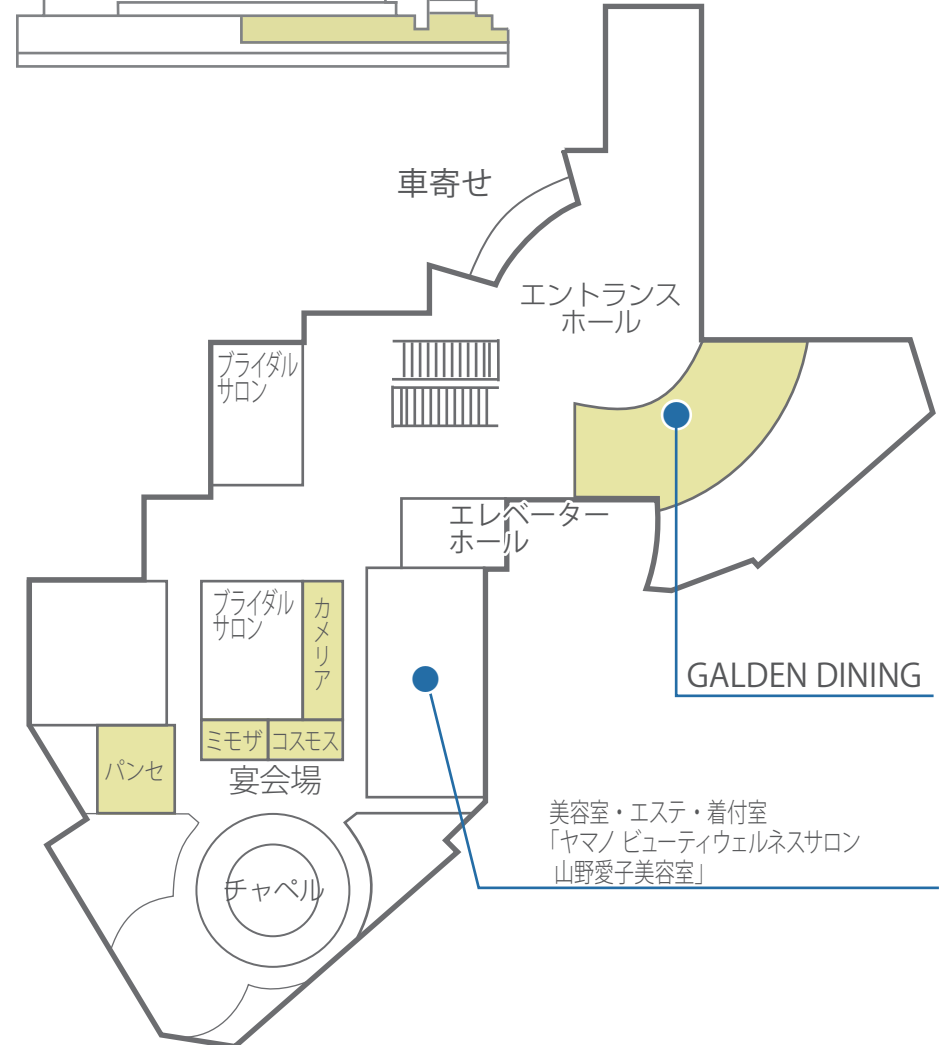 車寄せ
エントランス
ホール
ブライダル
サロン
エレベーター
ホール
ブライダル
サロン
カメリア
GALDEN DINING
ミモザ
コスモス
パンセ
宴会場
美容室・エステ・着付室
「ヤマノ ビューティウェルネスサロン
山野愛子美容室」
チャペル